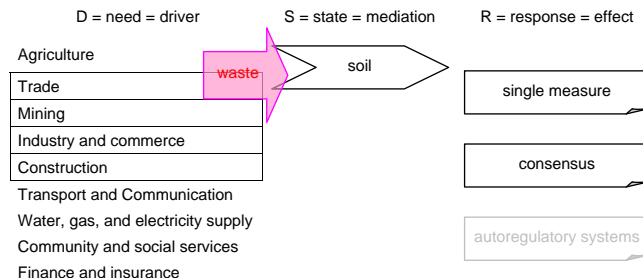 D = need = driver
S = state = mediation
R = response = effect
Agriculture
Trade
Mining
Industry and commerce
Construction
Transport and Communication
Water, gas, and electricity supply
Community and social services
Finance and insurance
waste
soil
single measure
consensus
autoregulatory systems